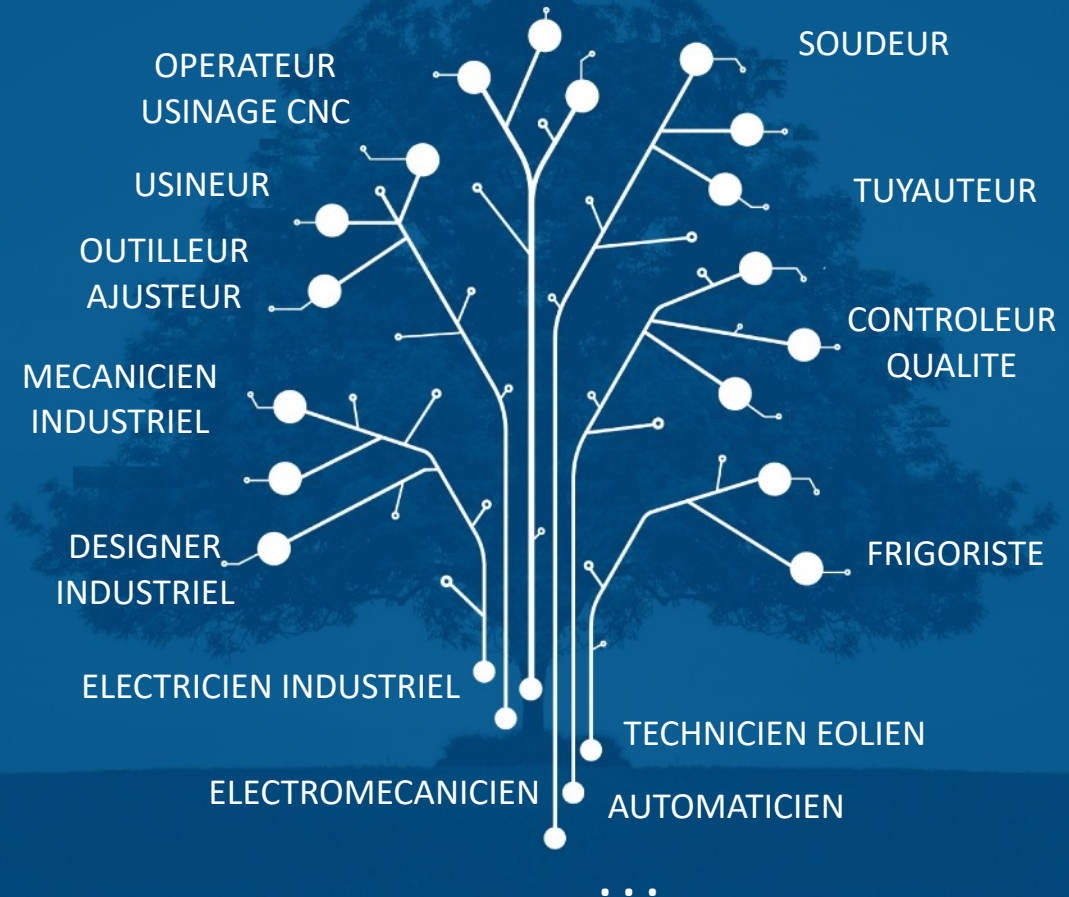 OPERATEUR
USINAGE CNC
SOUDEUR
USINEUR
TUYAUTEUR
OUTILLEUR
AJUSTEUR
CONTROLEUR
QUALITE
MECANICIEN
INDUSTRIEL
DESIGNER
INDUSTRIEL
FRIGORISTE
ELECTRICIEN INDUSTRIEL
TECHNICIEN EOLIEN
ELECTROMECANICIEN
AUTOMATICIEN
...